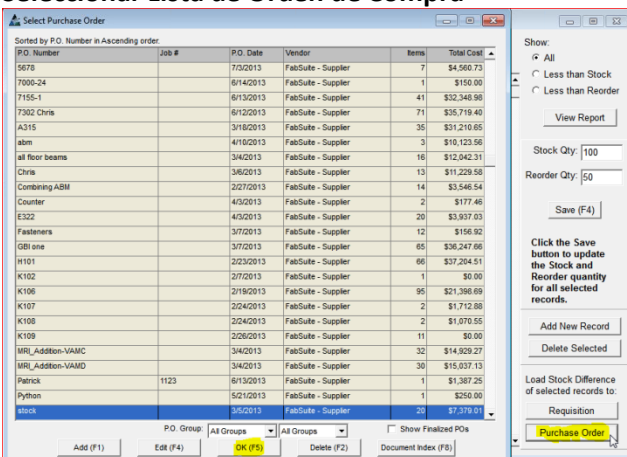 Seleccionar Lista de Orden de Compra
Select Purchase Order
Sorted by P.O. Number in Ascending order.
P.O. Number Job # P.O. Date Vendor Items Total Cost
5678 7/3/2013 FabSuite - Supplier 7 $4,560.73
7000-24 6/14/2013 FabSuite - Supplier 1 $150.00
7155-1 6/13/2013 FabSuite - Supplier 41 $32,348.98
7302 Chris 6/12/2013 FabSuite - Supplier 71 $35,719.40
A315 3/18/2013 FabSuite - Supplier 35 $31,210.65
abm 4/10/2013 FabSuite - Supplier 3 $10,123.56
all floor beams 3/4/2013 FabSuite - Supplier 16 $12,042.31
Chris 3/6/2013 FabSuite - Supplier 13 $11,229.58
Combining ABM 2/27/2013 FabSuite - Supplier 14 $3,546.54
Counter 4/3/2013 FabSuite - Supplier 2 $177.46
E322 4/3/2013 FabSuite - Supplier 20 $3,937.03
Fasteners 3/7/2013 FabSuite - Supplier 12 $156.92
GBI one 3/7/2013 FabSuite - Supplier 65 $36,247.66
H101 2/23/2013 FabSuite - Supplier 66 $37,204.51
K102 2/7/2013 FabSuite - Supplier 1 $0.00
K106 2/19/2013 FabSuite - Supplier 95 $21,398.69
K107 2/24/2013 FabSuite - Supplier 2 $1,712.88
K108 2/24/2013 FabSuite - Supplier 2 $1,070.55
K109 2/26/2013 FabSuite - Supplier 11 $0.00
MRI_Addition-VAMC 3/4/2013 FabSuite - Supplier 32 $14,929.27
MRI_Addition-VAMD 3/4/2013 FabSuite - Supplier 30 $15,037.13
Patrick 1123 6/13/2013 FabSuite - Supplier 1 $1,387.25
Python 5/21/2013 FabSuite - Supplier 1 $250.00
stock 3/5/2013 FabSuite - Supplier 20 $7,379.01
P.O. Group: All Groups All Groups Show Finalized POs
Add (F1) Edit (F4) OK (F5) Delete (F2) Document Index (F8)
Show:
All
Less than Stock
Less than Reorder
View Report
Stock Qty: 100
Reorder Qty: 50
Save (F4)
Click the Save
button to update
the Stock and
Reorder quantity
for all selected
records.
Add New Record
Delete Selected
Load Stock Difference
of selected records to:
Requisition
Purchase Order